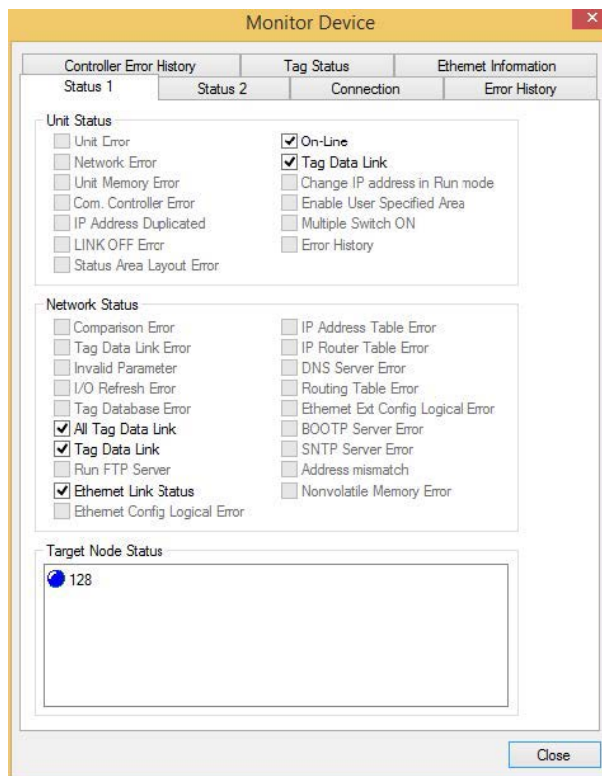 Monitor Device
Controller Error History
Tag Status
Ethernet Information
Status 1
Status 2
Connection
Error History
Unit Status
Unit Error
Network Error
Unit Memory Error
Com. Controller Error
IP Address Duplicated
LINK OFF Error
Status Area Layout Error
On-Line
Tag Data Link
Change IP address in Run mode
Enable User Specified Area
Multiple Switch ON
Error History
Network Status
Comparison Error
Tag Data Link Error
Invalid Parameter
I/O Refresh Error
Tag Database Error
All Tag Data Link
Tag Data Link
Run FTP Server
Ethernet Link Status
Ethernet Config Logical Error
IP Address Table Error
IP Router Table Error
DNS Server Error
Routing Table Error
Ethernet Ext Config Logical Error
BOOTP Server Error
SNTP Server Error
Address mismatch
Nonvolatile Memory Error
Target Node Status
128
Close